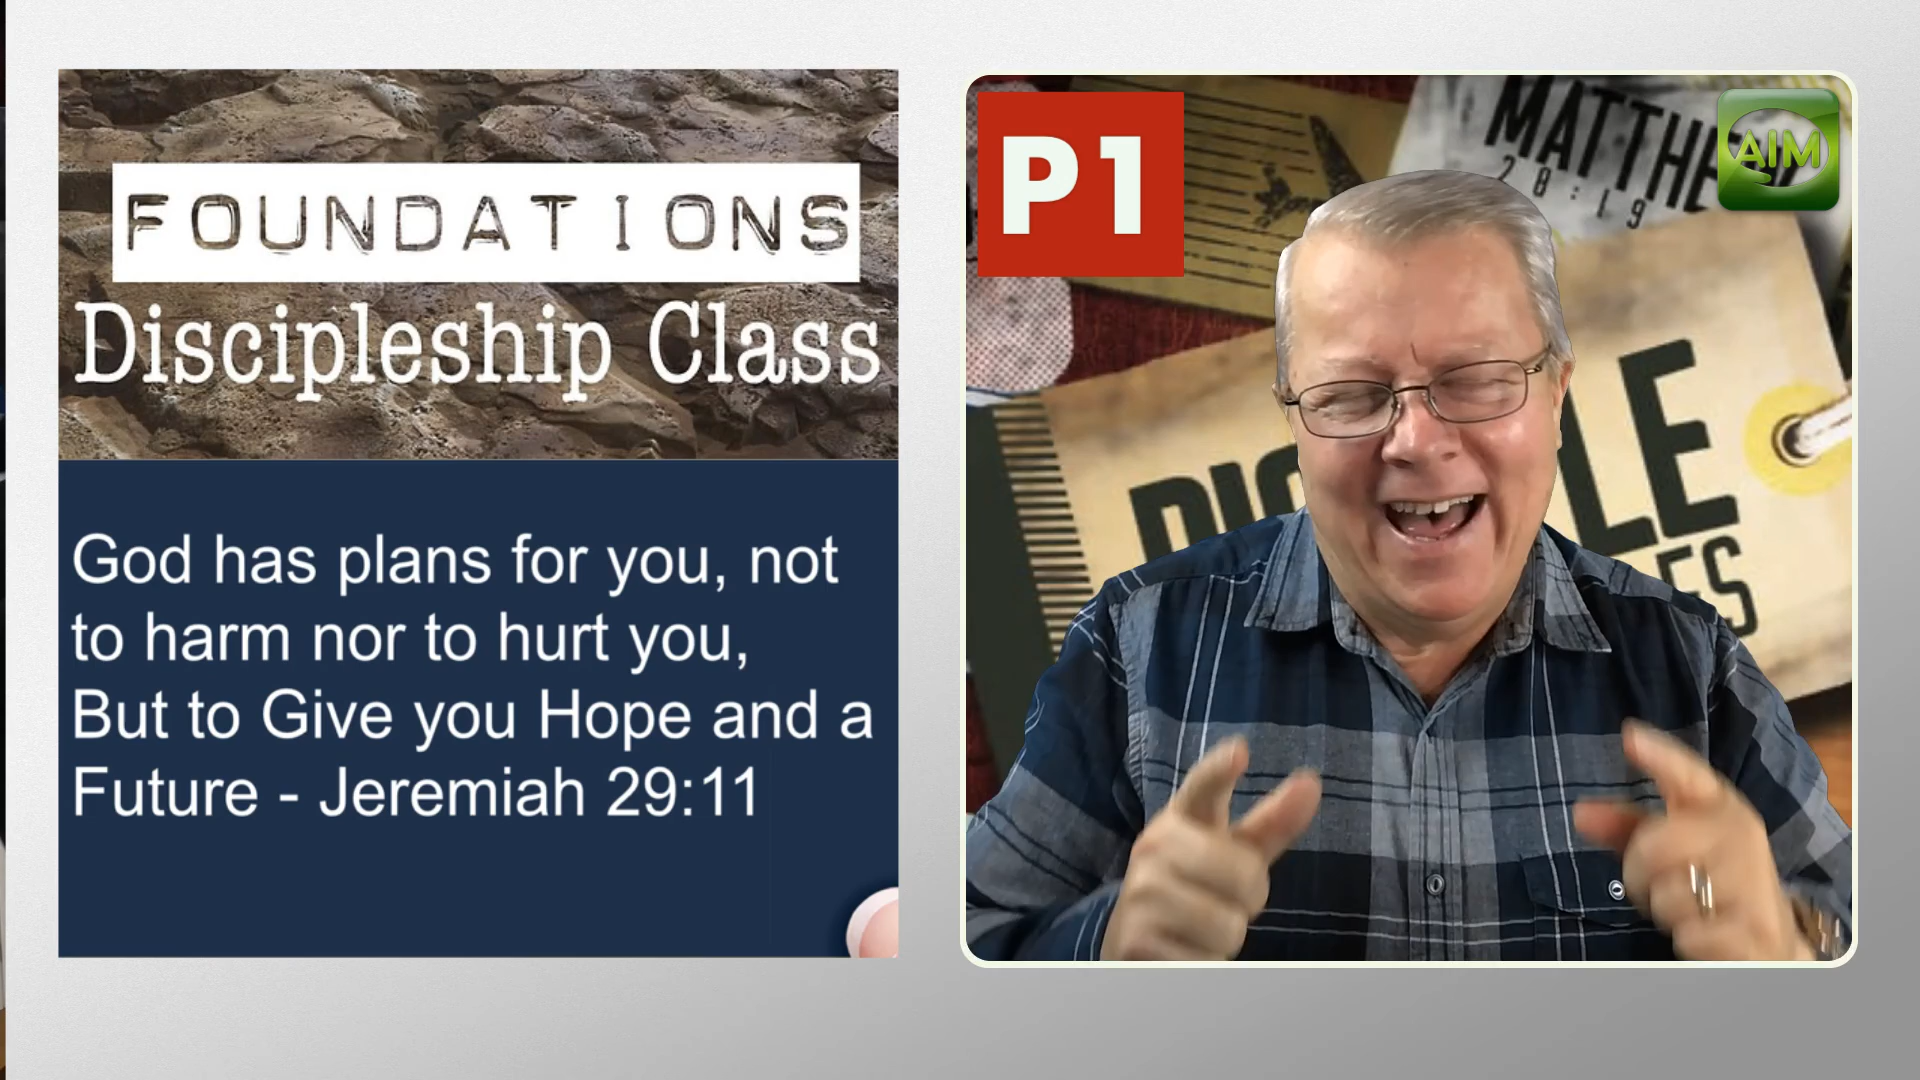 FOUNDATIONS
Discipleship Class
God has plans for you, not
to harm nor to hurt you,
But to Give you Hope and a
Future - Jeremiah 29:11
P1
AIM
28:19